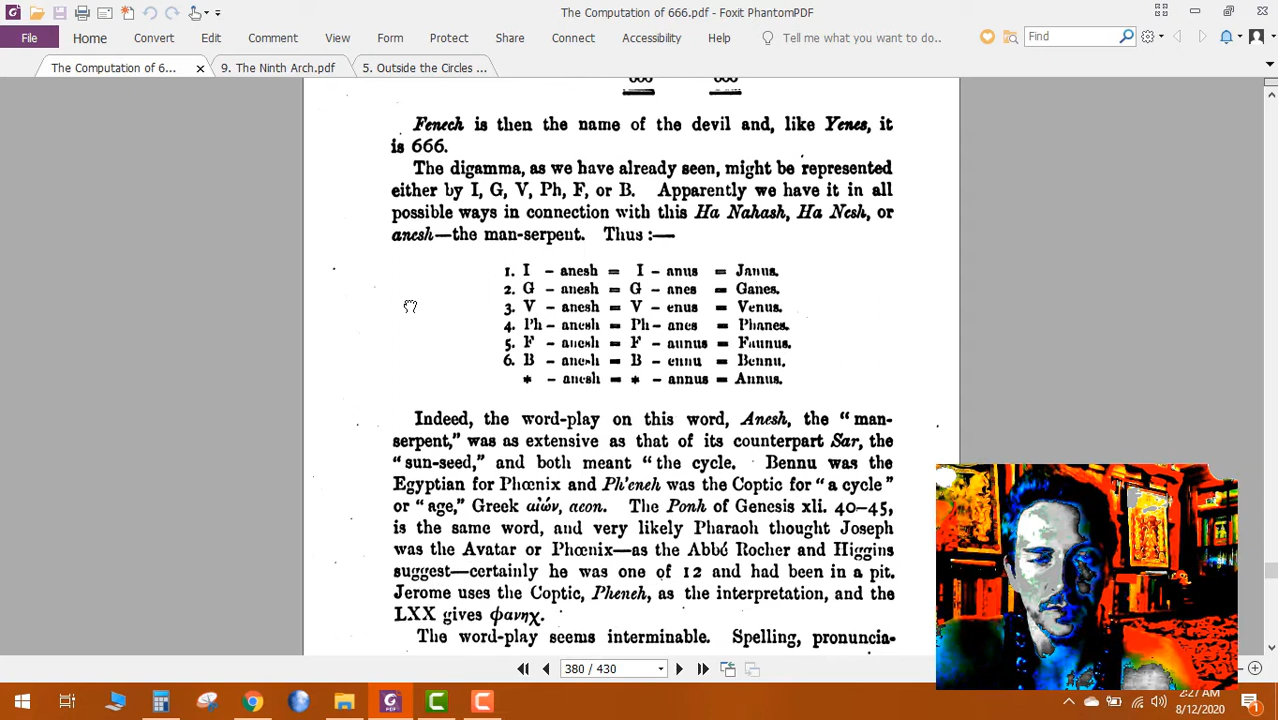 The Computation of 666.pdf - Foxit PhantomPDF
File Home Convert Edit Comment View Form Protect Share Connect Accessibility Help Tell me what you want to do.. Find
The Computation of 6... 9. The Ninth Arch.pdf 5. Outside the Circles ...
666 666
Fenech is then the name of the devil and, like Yenes, it
is 666.
The digamma, as we have already seen, might be represented
either by I, G, V, Ph, F, or B. Apparently we have it in all
possible ways in connection with this Ha Nahash, Ha Nesh, or
anesh—the man-serpent. Thus :—
1. I - anesh = I - anus = Janus.
2. G - anesh = G - anes = Ganes.
3. V - anesh = V - enus = Venus.
4. Ph - anesh = Ph - anes = Phanes.
5. F - anesh = F - aunus = Faunus.
6. B - anesh = B - ennu = Bennu.
* - anesh = * - annus = Annus.
Indeed, the word-play on this word, Anesh, the "man-
serpent," was as extensive as that of its counterpart Sar, the
"sun-seed," and both meant "the cycle. Bennu was the
Egyptian for Phœnix and Ph'eneh was the Coptic for "a cycle"
or "age," Greek αἰών, aeon. The Ponh of Genesis xli. 40–45,
is the same word, and very likely Pharaoh thought Joseph
was the Avatar or Phœnix—as the Abbé Rocher and Higgins
suggest—certainly he was one of 12 and had been in a pit.
Jerome uses the Coptic, Pheneh, as the interpretation, and the
LXX gives φανηχ.
The word-play seems interminable. Spelling, pronuncia-
380 / 430
2:27 AM
8/12/2020